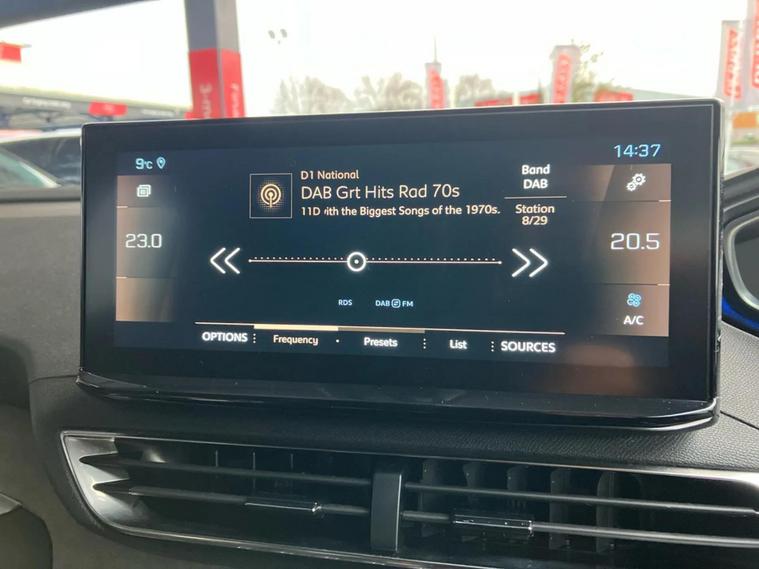 9°C
14:37
D1 National
DAB Grt Hits Rad 70s
11D ith the Biggest Songs of the 1970s.
Band
DAB
Station
8/29
23.0
20.5
RDS
DAB FM
A/C
OPTIONS
Frequency
Presets
List
SOURCES